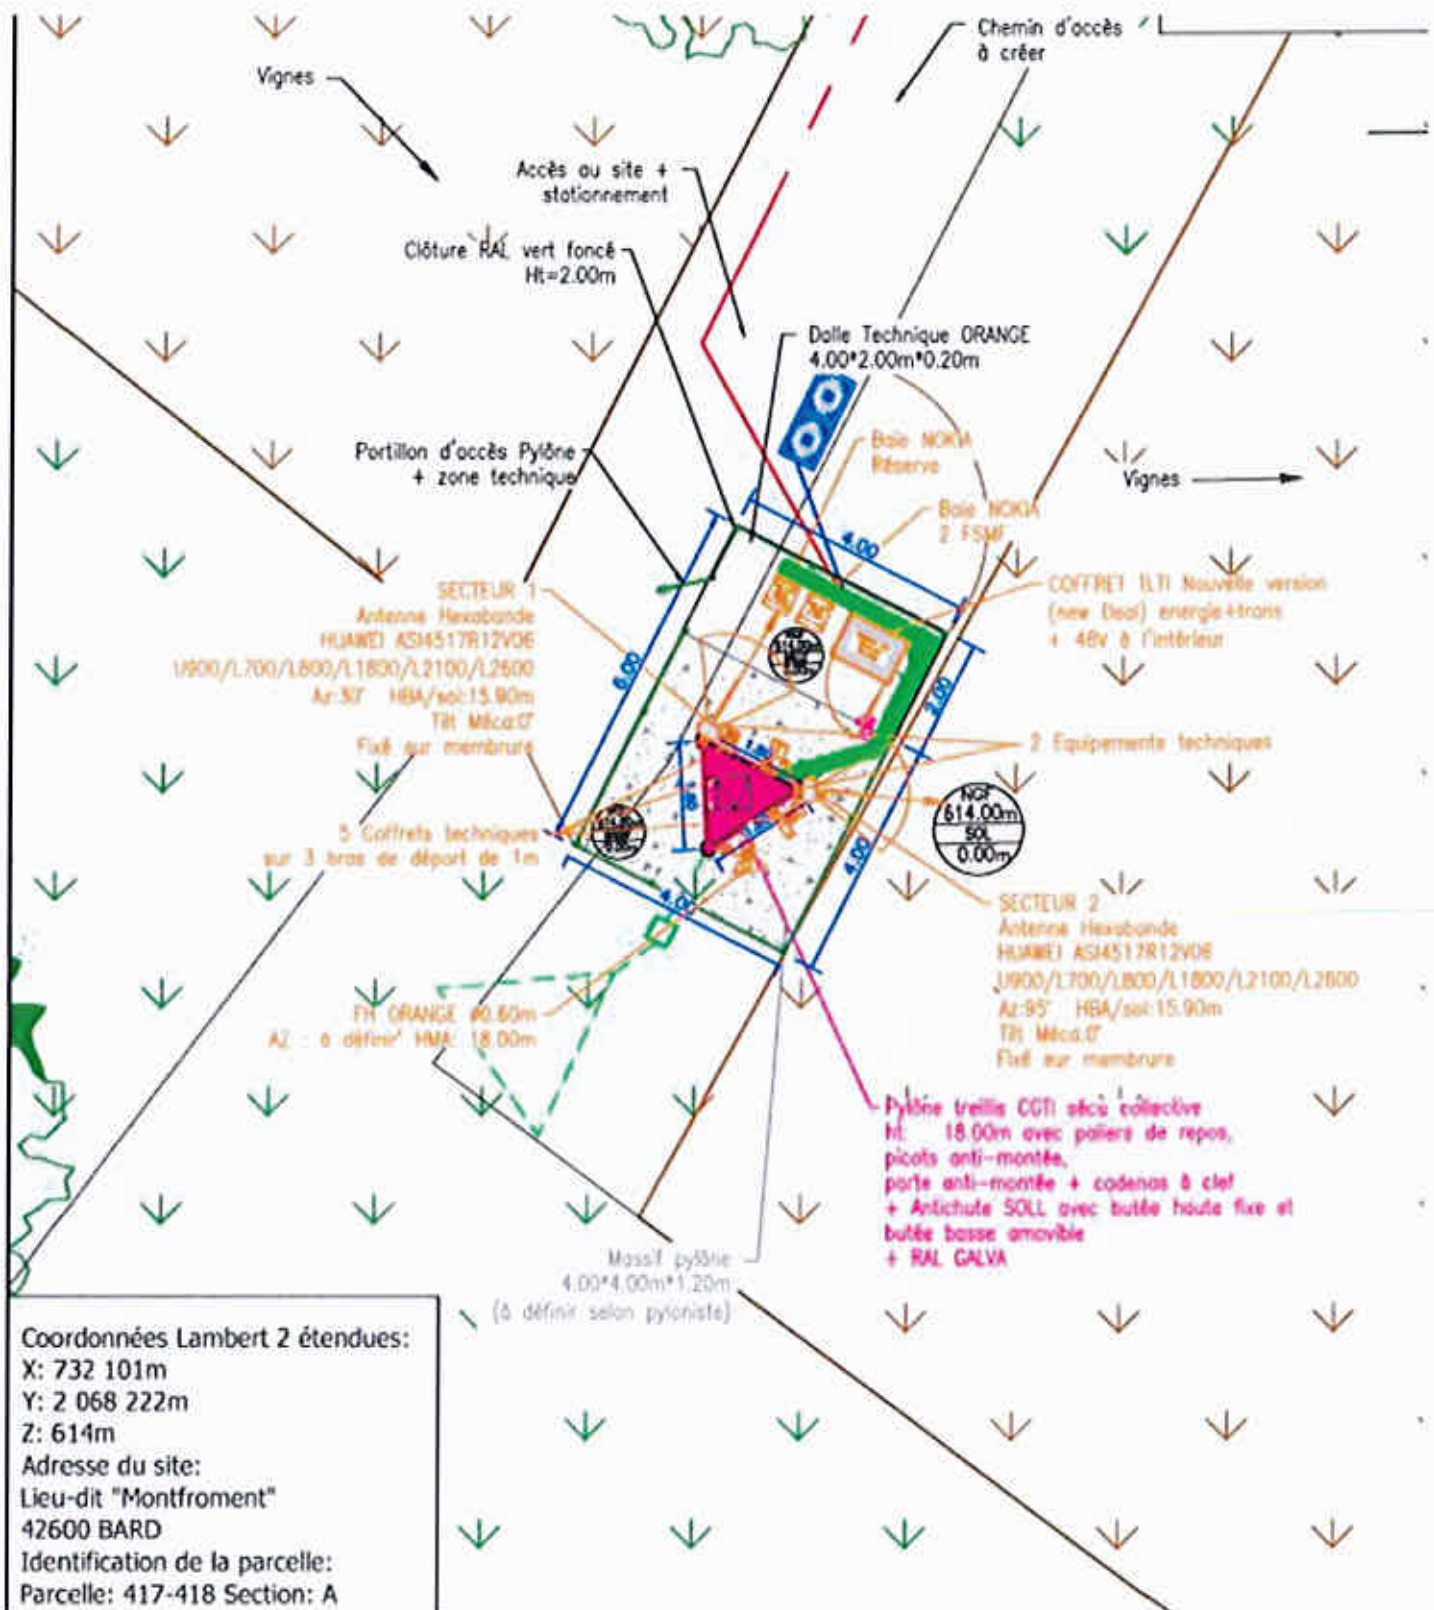 Chemin d'accès
à créer
Vignes
Accès au site +
stationnement
Clôture RAL vert foncé
Ht=2.00m
Dalle Technique ORANGE
4.00*2.00m*0.20m
Portillon d'accès Pylône
+ zone technique
Baie NOKIA
Réserve
Vignes
Baie NOKIA
2 FSMF
4.00
SECTEUR 1
Antenne Hexabande
HUAWEI ASI4517R12V06
U900/L700/L800/L1800/L2100/L2600
HBA/sol:15.90m
Tilt Méca:0°
Fixé sur membrure
COFFRET TLTI Nouvelle version
(new Deal) energie+trans
+ 48V à l'intérieur
6.00
2.00
2 Equipements techniques
NGF
614.00m
SOL
0.00m
5 Coffrets techniques
sur 3 bras de départ de 1m
4.00
4.00
SECTEUR 2
Antenne Hexabande
HUAWEI ASI4517R12V06
U900/L700/L800/L1800/L2100/L2600
Az:95° HBA/sol:15.90m
Tilt Méca:0°
Fixé sur membrure
FH ORANGE Ø0.60m
AZ : à définir° HMA: 18.00m
Pylône treillis CGTI sécu collective
ht: 18.00m avec paliers de repos,
picots anti-montée,
porte anti-montée + cadenas à clef
+ Antichute SOLL avec butée haute fixe et
butée basse amovible
+ RAL GALVA
Massif pylône
4.00*4.00m*1.20m
(à définir selon pyloniste)
Coordonnées Lambert 2 étendues:
X: 732 101m
Y: 2 068 222m
Z: 614m
Adresse du site:
Lieu-dit "Montfroment"
42600 BARD
Identification de la parcelle:
Parcelle: 417-418 Section: A